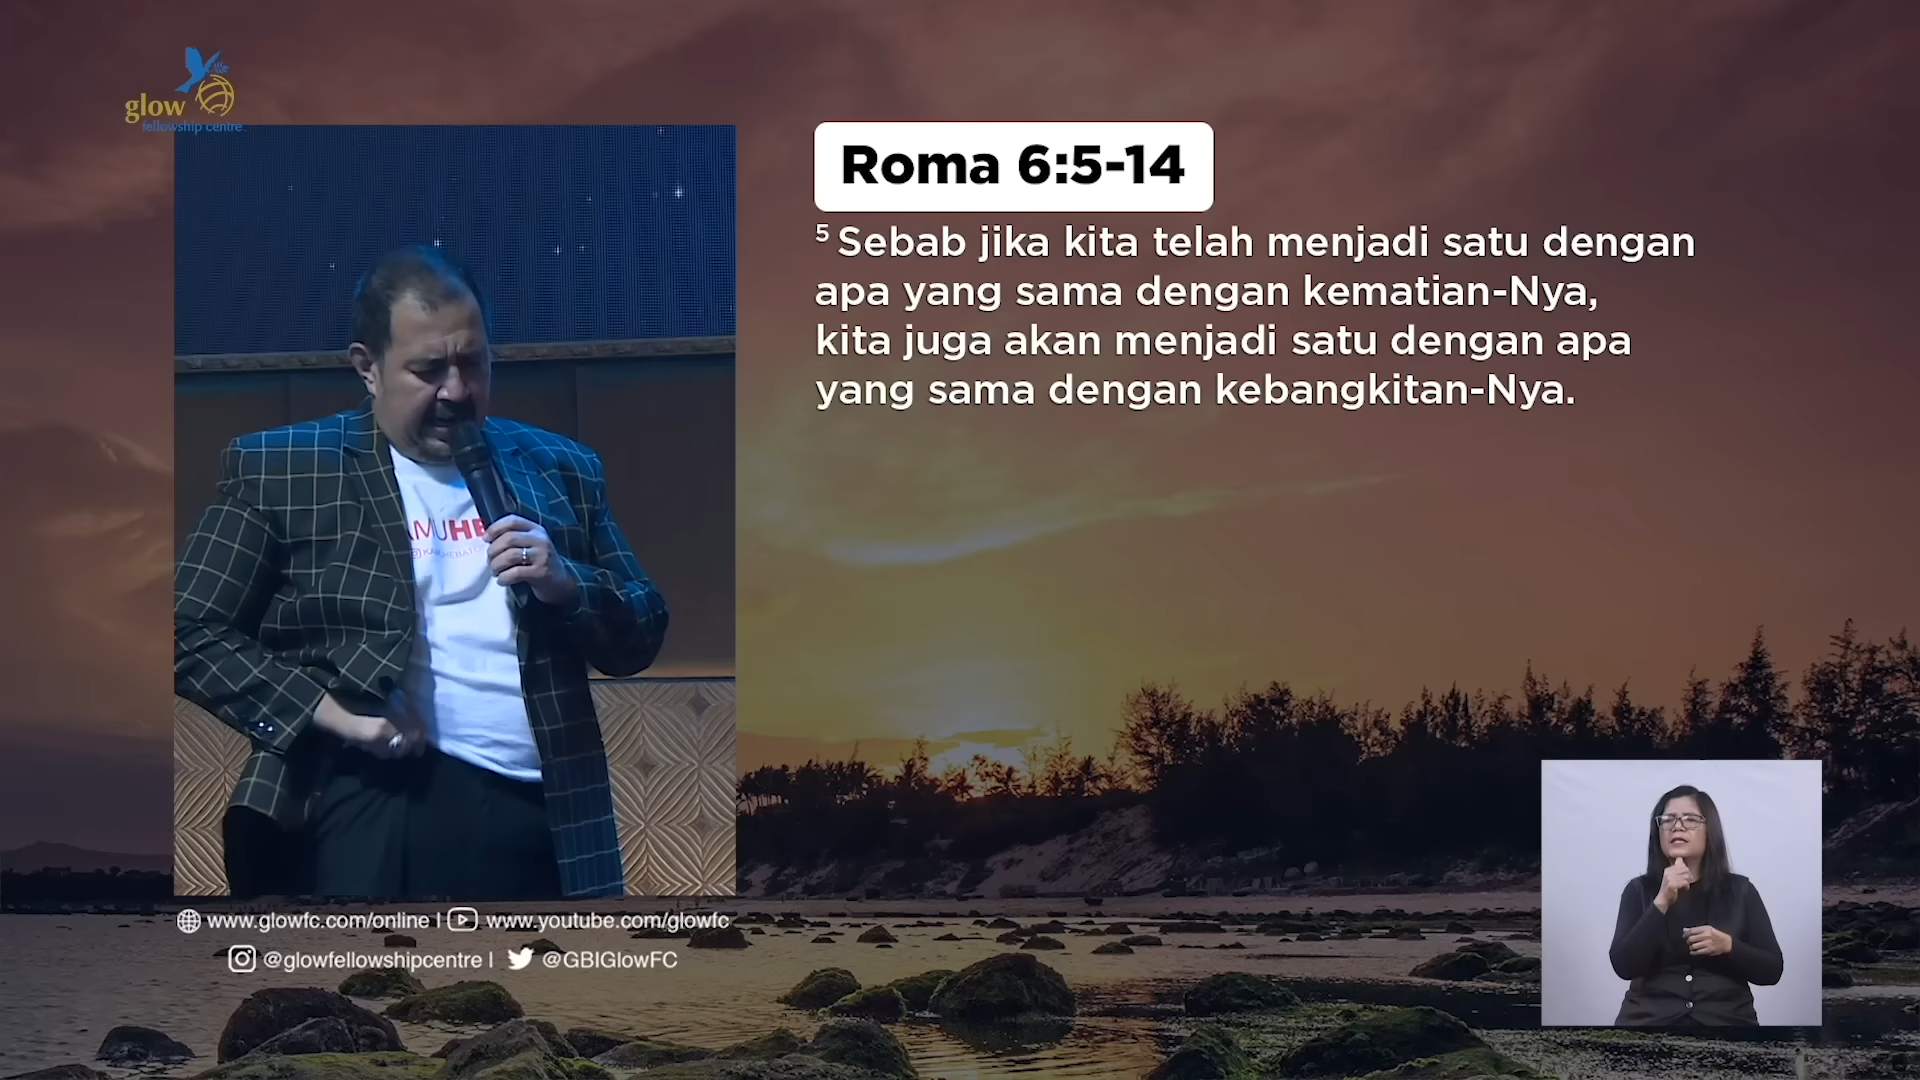 glow
fellowship centre
Roma 6:5-14
5 Sebab jika kita telah menjadi satu dengan
apa yang sama dengan kematian-Nya,
kita juga akan menjadi satu dengan apa
yang sama dengan kebangkitan-Nya.
AMUHE
www.glowfc.com/online I www.youtube.com/glowfc
@glowfellowshipcentre I @GBIGlowFC